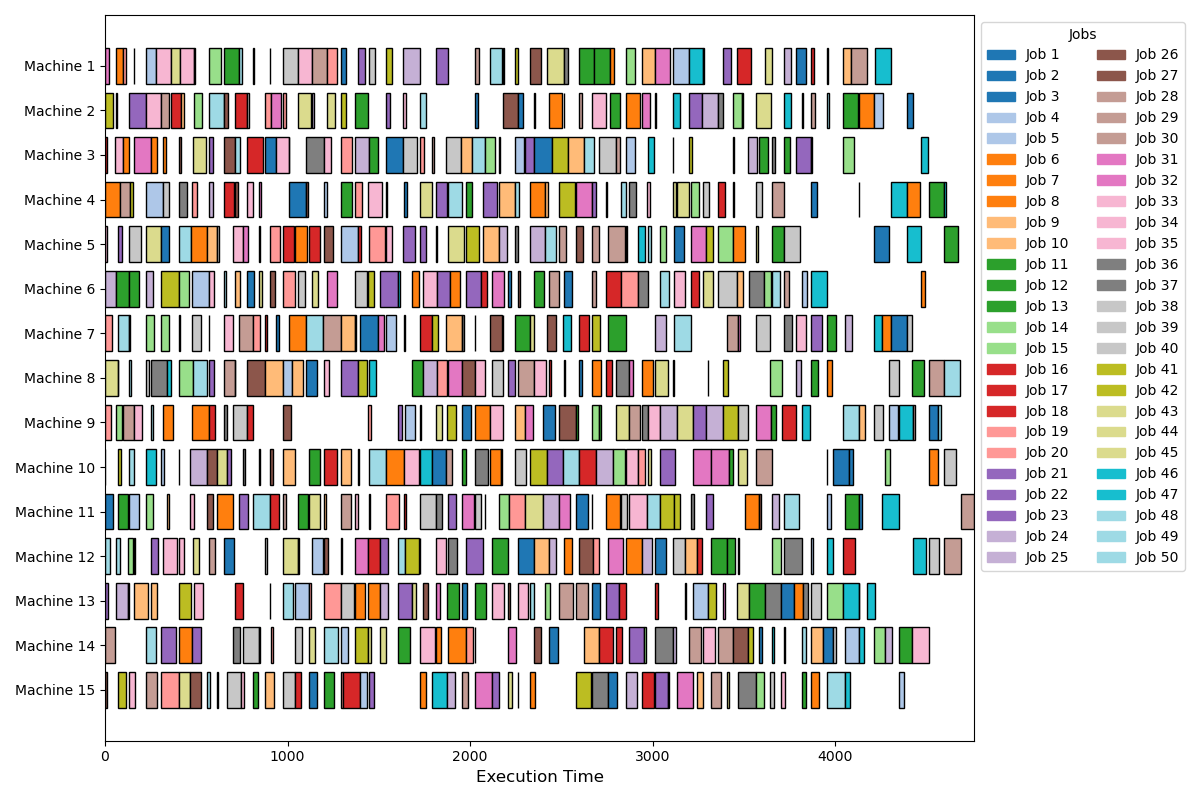 Machine 1
Machine 2
Machine 3
Machine 4
Machine 5
Machine 6
Machine 7
Machine 8
Machine 9
Machine 10
Machine 11
Machine 12
Machine 13
Machine 14
Machine 15
0 1000 2000 3000 4000
Execution Time
Jobs
Job 1
Job 2
Job 3
Job 4
Job 5
Job 6
Job 7
Job 8
Job 9
Job 10
Job 11
Job 12
Job 13
Job 14
Job 15
Job 16
Job 17
Job 18
Job 19
Job 20
Job 21
Job 22
Job 23
Job 24
Job 25
Job 26
Job 27
Job 28
Job 29
Job 30
Job 31
Job 32
Job 33
Job 34
Job 35
Job 36
Job 37
Job 38
Job 39
Job 40
Job 41
Job 42
Job 43
Job 44
Job 45
Job 46
Job 47
Job 48
Job 49
Job 50